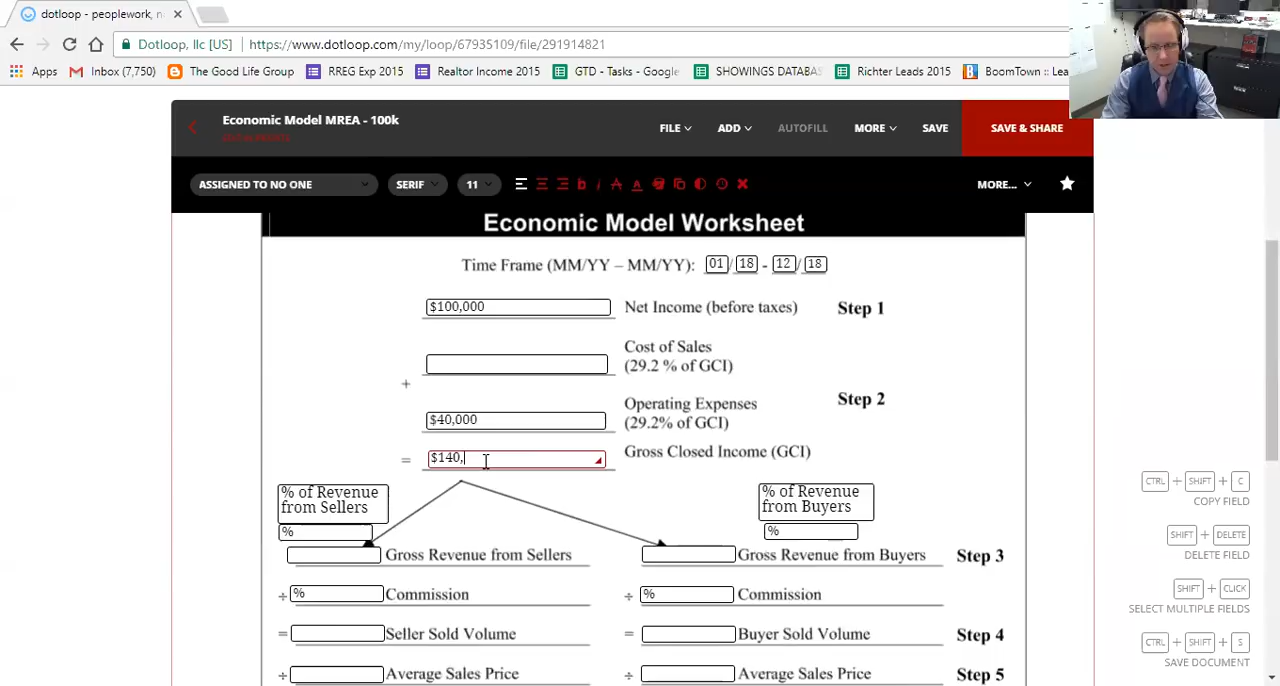 dotloop - peoplework, n
Dotloop, llc [US] https://www.dotloop.com/my/loop/67935109/file/291914821
Apps Inbox (7,750) The Good Life Group RREG Exp 2015 Realtor Income 2015 GTD - Tasks - Google SHOWINGS DATABAS Richter Leads 2015 BoomTown :: Lea
Economic Model MREA - 100k
FILE ADD AUTOFILL MORE SAVE SAVE & SHARE
ASSIGNED TO NO ONE SERIF 11 MORE...
Economic Model Worksheet
Time Frame (MM/YY – MM/YY): 01/ 18 - 12/ 18
$100,000 Net Income (before taxes) Step 1
Cost of Sales
(29.2 % of GCI)
+
Step 2
$40,000 Operating Expenses
(29.2% of GCI)
= $140, Gross Closed Income (GCI)
% of Revenue
from Sellers
%
% of Revenue
from Buyers
%
Gross Revenue from Sellers Gross Revenue from Buyers Step 3
÷ % Commission ÷ % Commission
= Seller Sold Volume = Buyer Sold Volume Step 4
÷ Average Sales Price ÷ Average Sales Price Step 5
CTRL + SHIFT + C
COPY FIELD
SHIFT + DELETE
DELETE FIELD
SHIFT + CLICK
SELECT MULTIPLE FIELDS
CTRL + SHIFT + S
SAVE DOCUMENT